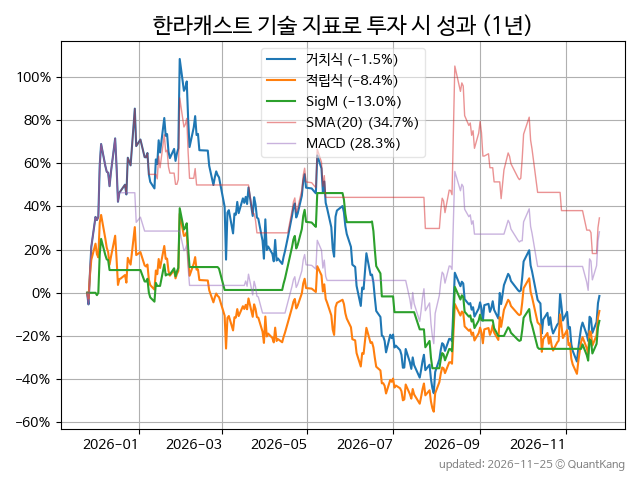 한라캐스트 기술 지표로 투자 시 성과 (1년)
거치식 (−1.5%)
적립식 (−8.4%)
SigM (−13.0%)
SMA(20) (34.7%)
MACD (28.3%)
100%
80%
60%
40%
20%
0%
−20%
−40%
−60%
2026-01 2026-03 2026-05 2026-07 2026-09 2026-11
updated: 2026-11-25 © QuantKang